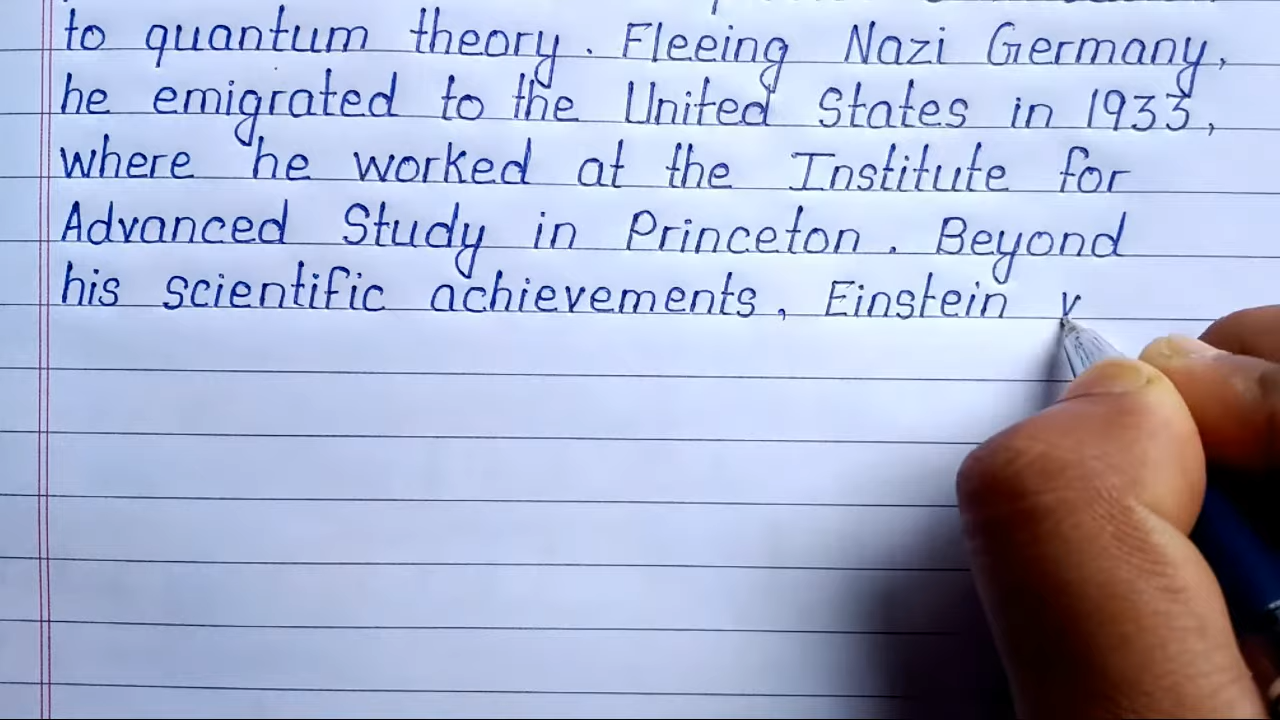 to quantum theory. Fleeing Nazi Germany,
he emigrated to the United States in 1933,
where he worked at the Institute for
Advanced Study in Princeton. Beyond
his scientific achievements, Einstein